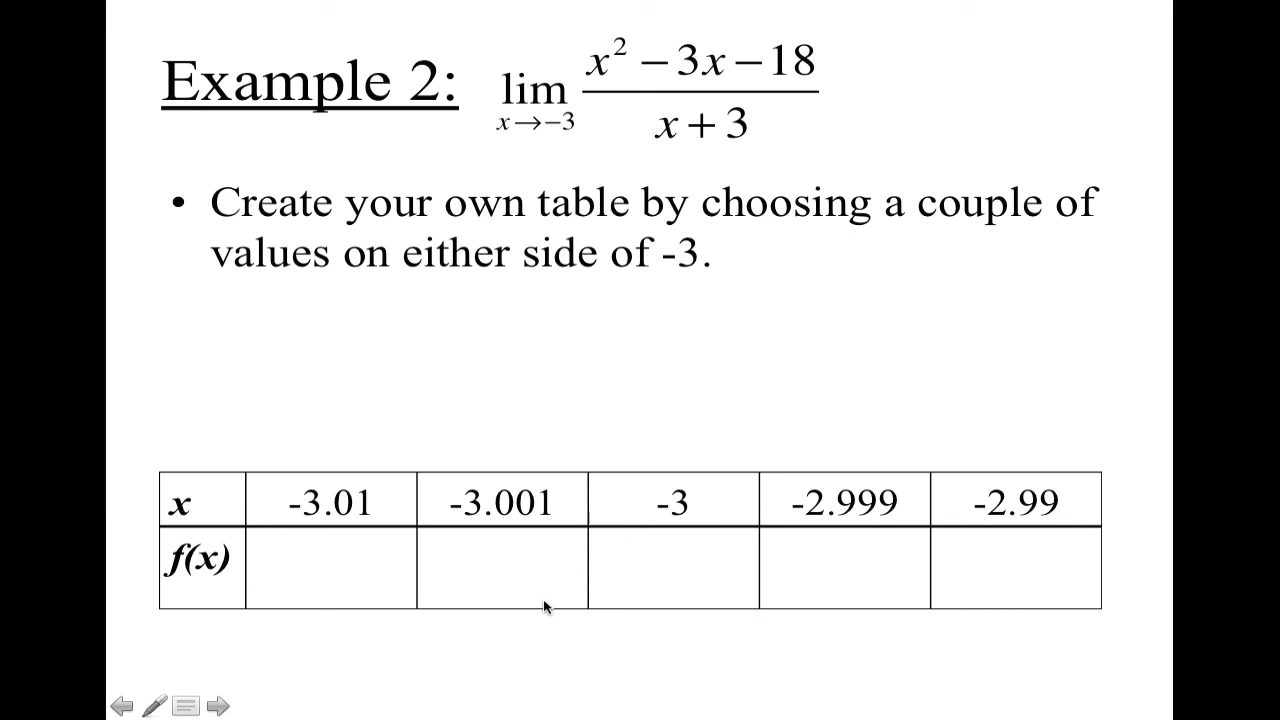 Example 2: lim x→−3 (x² − 3x − 18)/(x + 3)
• Create your own table by choosing a couple of
values on either side of -3.
x -3.01 -3.001 -3 -2.999 -2.99
f(x)